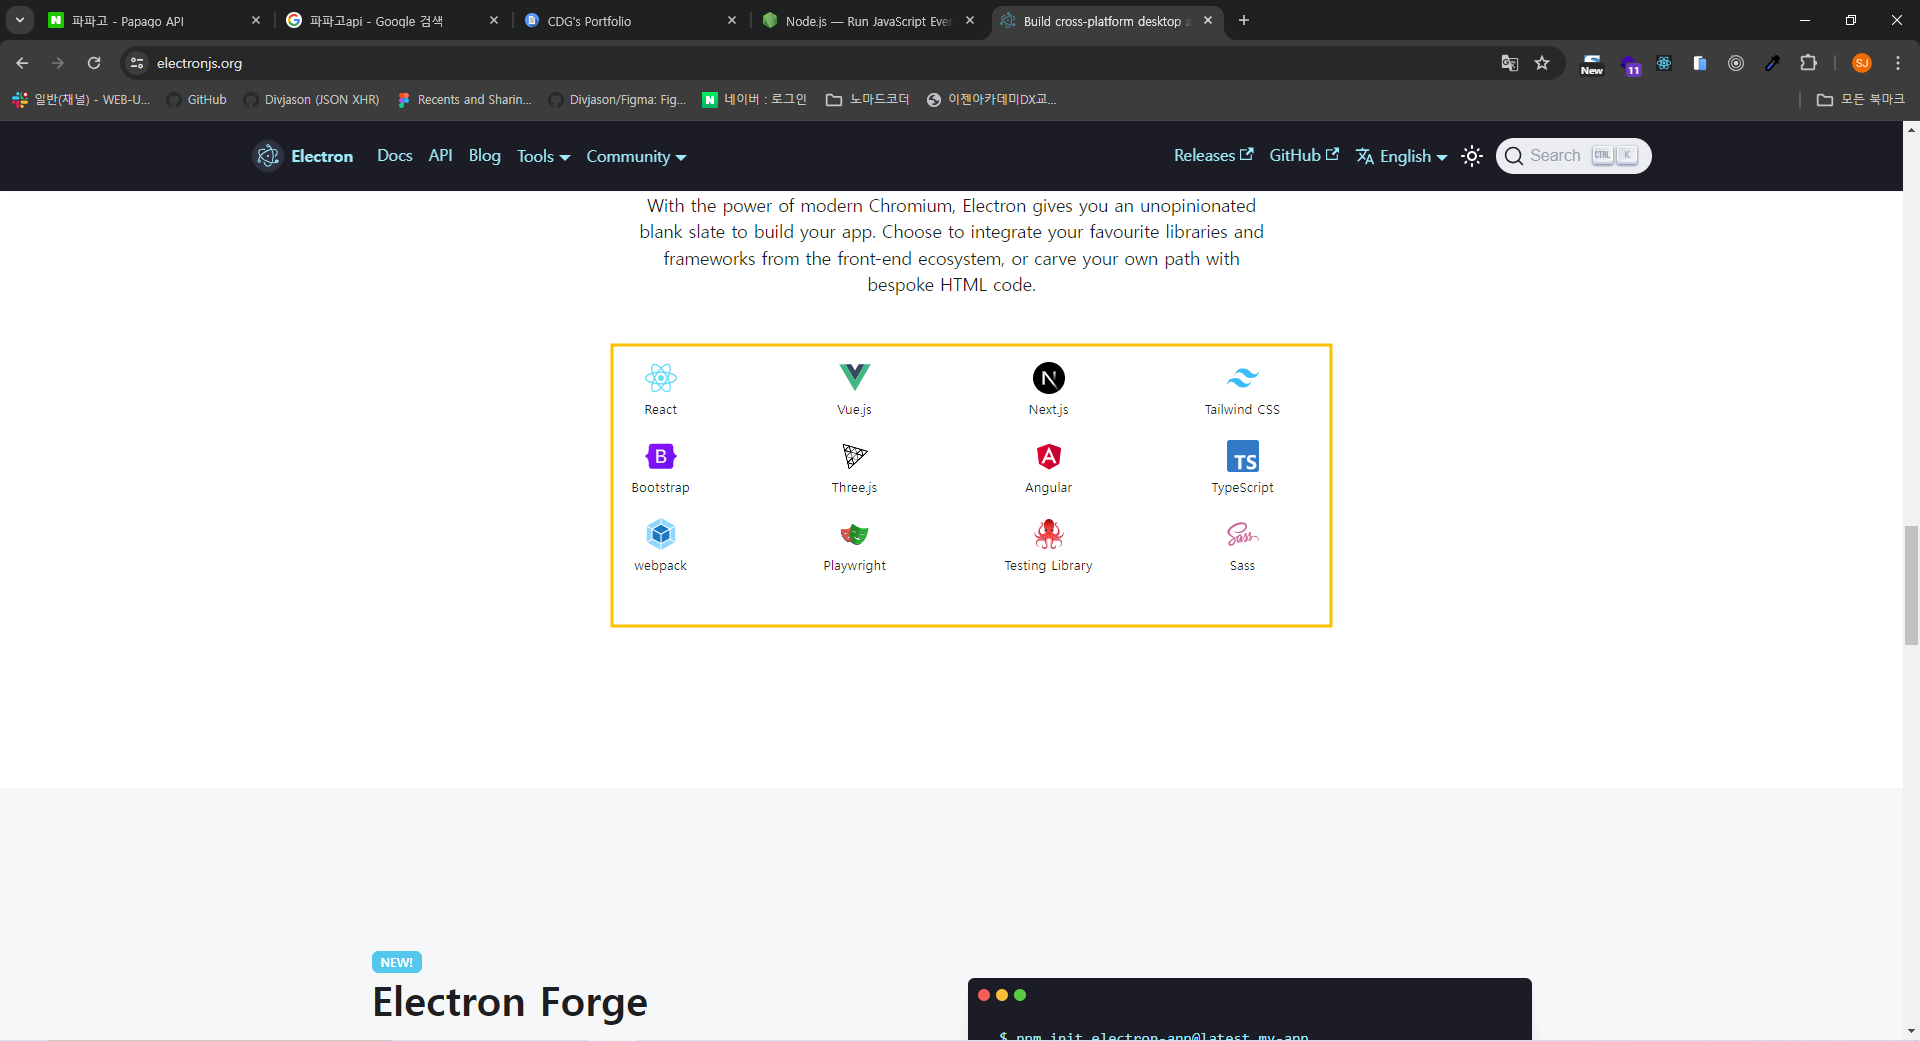 파파고 - Papago API
파파고api - Google 검색
CDG's Portfolio
Node.js — Run JavaScript Ever
Build cross-platform desktop a
electronjs.org
New
11
SJ
일반(채널) - WEB-U...
GitHub
Divjason (JSON XHR)
Recents and Sharin...
Divjason/Figma: Fig...
네이버 : 로그인
노마드코더
이젠아카데미DX교...
모든 북마크
Electron
Docs
API
Blog
Tools
Community
Releases
GitHub
English
Search
CTRL
K
With the power of modern Chromium, Electron gives you an unopinionated
blank slate to build your app. Choose to integrate your favourite libraries and
frameworks from the front-end ecosystem, or carve your own path with
bespoke HTML code.
React
Vue.js
Next.js
Tailwind CSS
Bootstrap
Three.js
Angular
TypeScript
webpack
Playwright
Testing Library
Sass
NEW!
Electron Forge
$ npm init electron-app@latest my-app